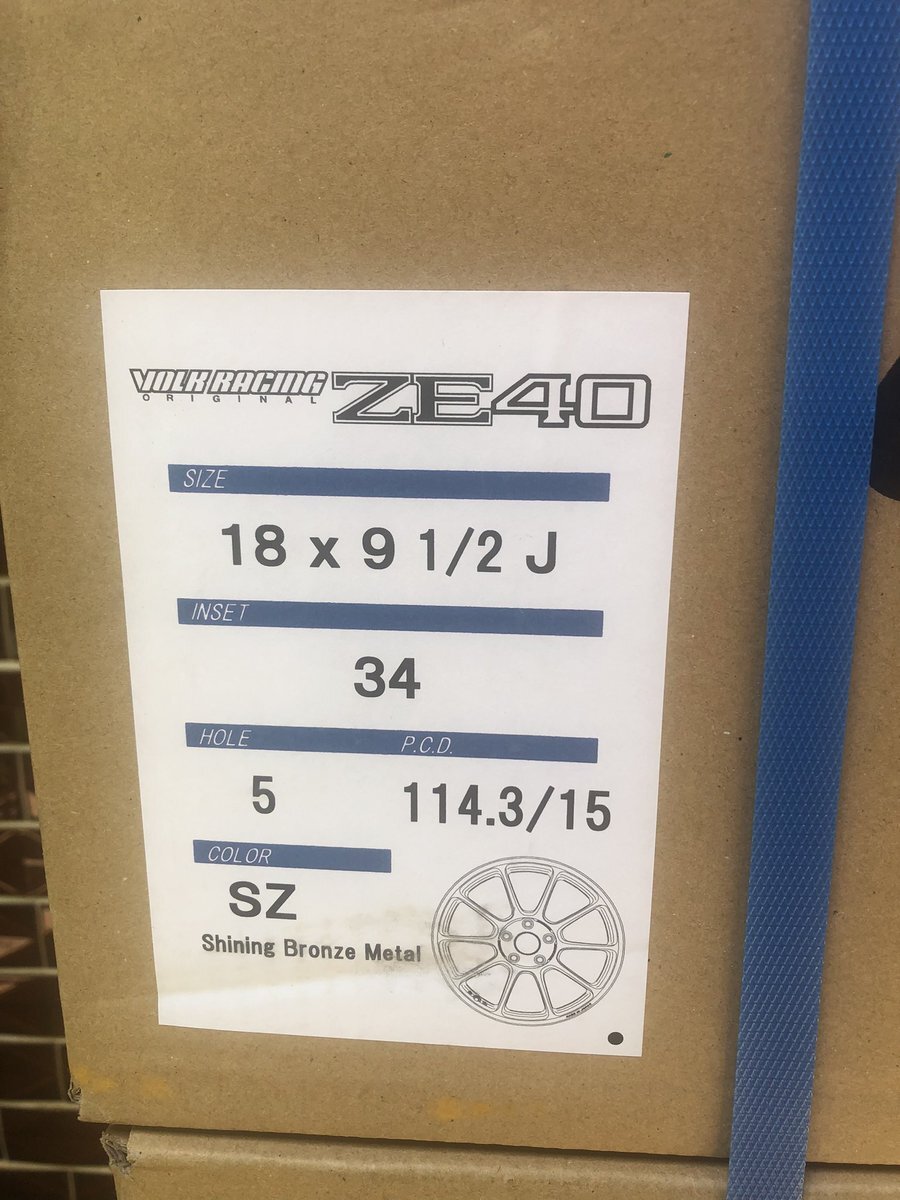 VOLK RACING ZE40
ORIGINAL
SIZE
18 x 9 1/2 J
INSET
34
HOLE P.C.D.
5 114.3/15
COLOR
SZ
Shining Bronze Metal